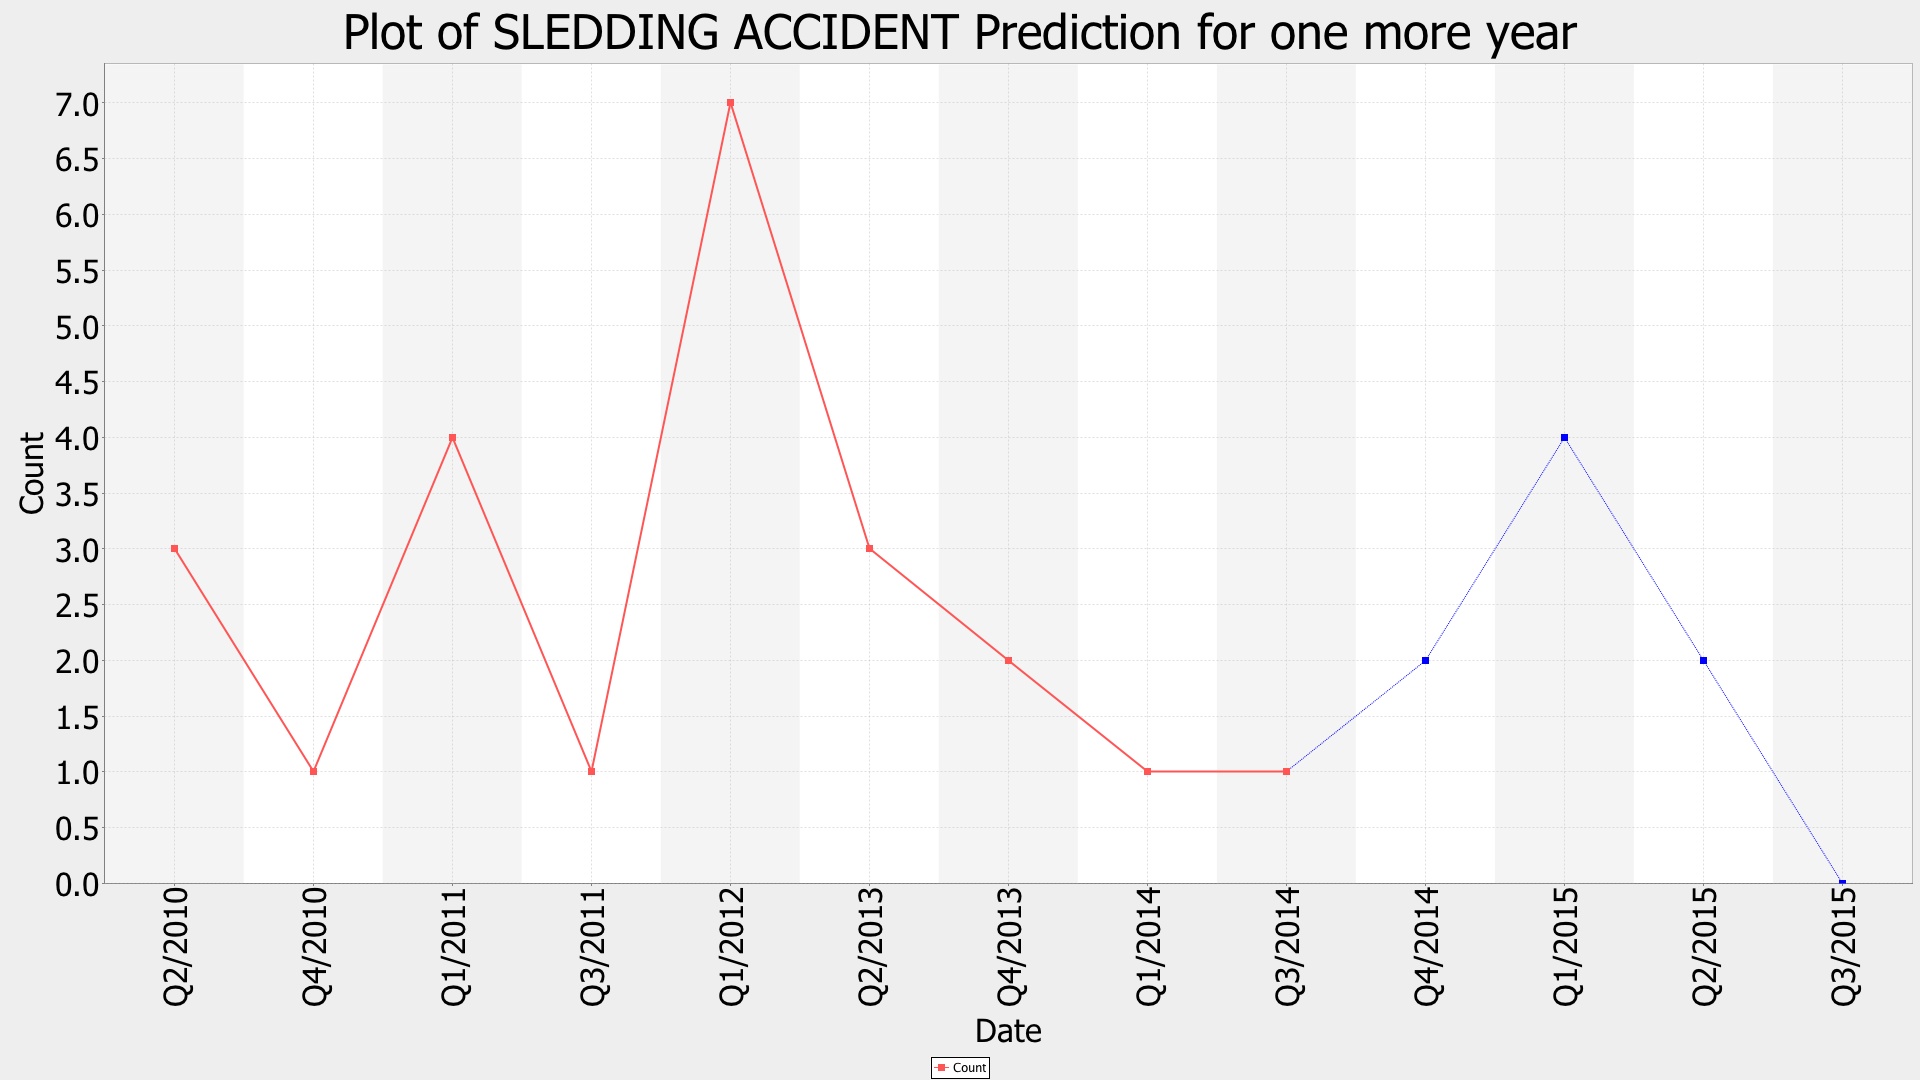 Plot of SLEDDING ACCIDENT Prediction for one more year
Count
7.0
6.5
6.0
5.5
5.0
4.5
4.0
3.5
3.0
2.5
2.0
1.5
1.0
0.5
0.0
Q2/2010
Q4/2010
Q1/2011
Q3/2011
Q1/2012
Q2/2013
Q4/2013
Q1/2014
Q3/2014
Q4/2014
Q1/2015
Q2/2015
Q3/2015
Date
Count